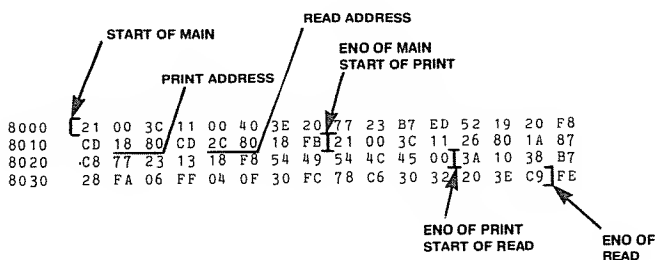 READ ADDRESS
START OF MAIN
ENO OF MAIN
START OF PRINT
PRINT ADDRESS
8000 21 00 3C 11 00 40 3E 20 77 23 B7 ED 52 19 20 F8
8010 CD 18 80 CD 2C 80 18 FB 21 00 3C 11 26 80 1A 87
8020 C8 77 23 13 18 F8 54 49 54 4C 45 00 3A 10 38 B7
8030 28 FA 06 FF 04 0F 30 FC 78 C6 30 32 20 3E C9 FE
ENO OF PRINT
START OF READ
ENO OF
READ